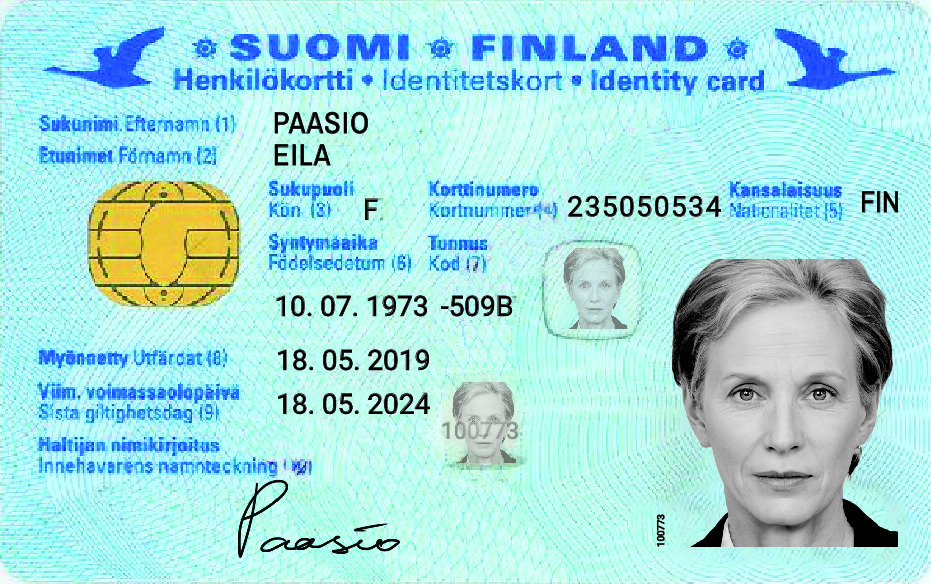 SUOMI FINLAND
Henkilökortti • Identitetskort • Identity card
Sukunimi Efternamn (1) PAASIO
Etunimet Förnamn (2) EILA
Sukupuoli Korttinumero Kansalaisuus
Kön (3) F Kortnummer (4) 235050534 Nationalitet (5) FIN
Syntymäaika Tunnus
Födelsedetum (6) Kod (7)
10. 07. 1973 -509B
Myönnetty Utfärdat (8) 18. 05. 2019
Viim. voimassaolopäivä
Sista giltighetsdag (9) 18. 05. 2024
100773
Haltijan nimikirjoitus
Innehavarens namnteckning
Paasio
100773